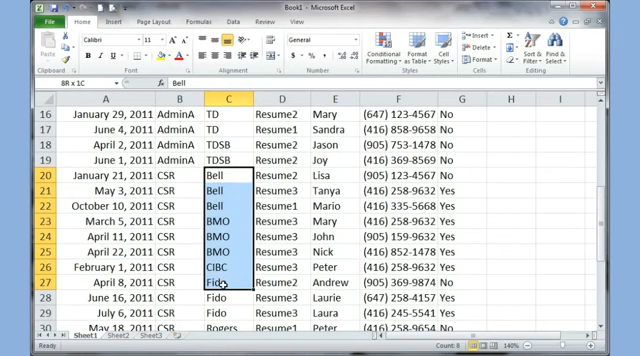 Book1 - Microsoft Excel
File Home Insert Page Layout Formulas Data Review View
Calibri 11 General Insert
Paste Conditional Formatting Format as Table Cell Styles Delete Sort & Filter Find & Select
Format
Clipboard Font Alignment Number Styles Cells Editing
8R x 1C fx Bell
A B C D E F G H I
16 January 29, 2011 AdminA TD Resume2 Mary (647) 123-4567 No
17 June 4, 2011 AdminA TD Resume1 Sandra (416) 858-9658 No
18 April 2, 2011 AdminA TDSB Resume2 Jason (905) 753-1478 No
19 June 1, 2011 AdminA TDSB Resume2 Joy (416) 369-8569 No
20 January 21, 2011 CSR Bell Resume2 Lisa (905) 123-4567 No
21 May 3, 2011 CSR Bell Resume3 Tanya (416) 258-9632 Yes
22 October 10, 2011 CSR Bell Resume1 Mario (416) 335-5668 Yes
23 March 5, 2011 CSR BMO Resume3 Mary (416) 258-9632 Yes
24 April 11, 2011 CSR BMO Resume3 John (905) 159-9632 Yes
25 April 22, 2011 CSR BMO Resume3 Nick (416) 852-1478 Yes
26 February 1, 2011 CSR CIBC Resume3 Peter (416) 258-9632 Yes
27 April 8, 2011 CSR Fido Resume2 Andrew (905) 369-9874 No
28 June 16, 2011 CSR Fido Resume3 Laurie (647) 258-4157 Yes
29 July 6, 2011 CSR Fido Resume3 Laura (416) 245-5541 Yes
30 May 18, 2011 CSR Rogers Resume1 Peter (416) 258-9654 No
Sheet1 Sheet2 Sheet3
Ready Count: 8 140%